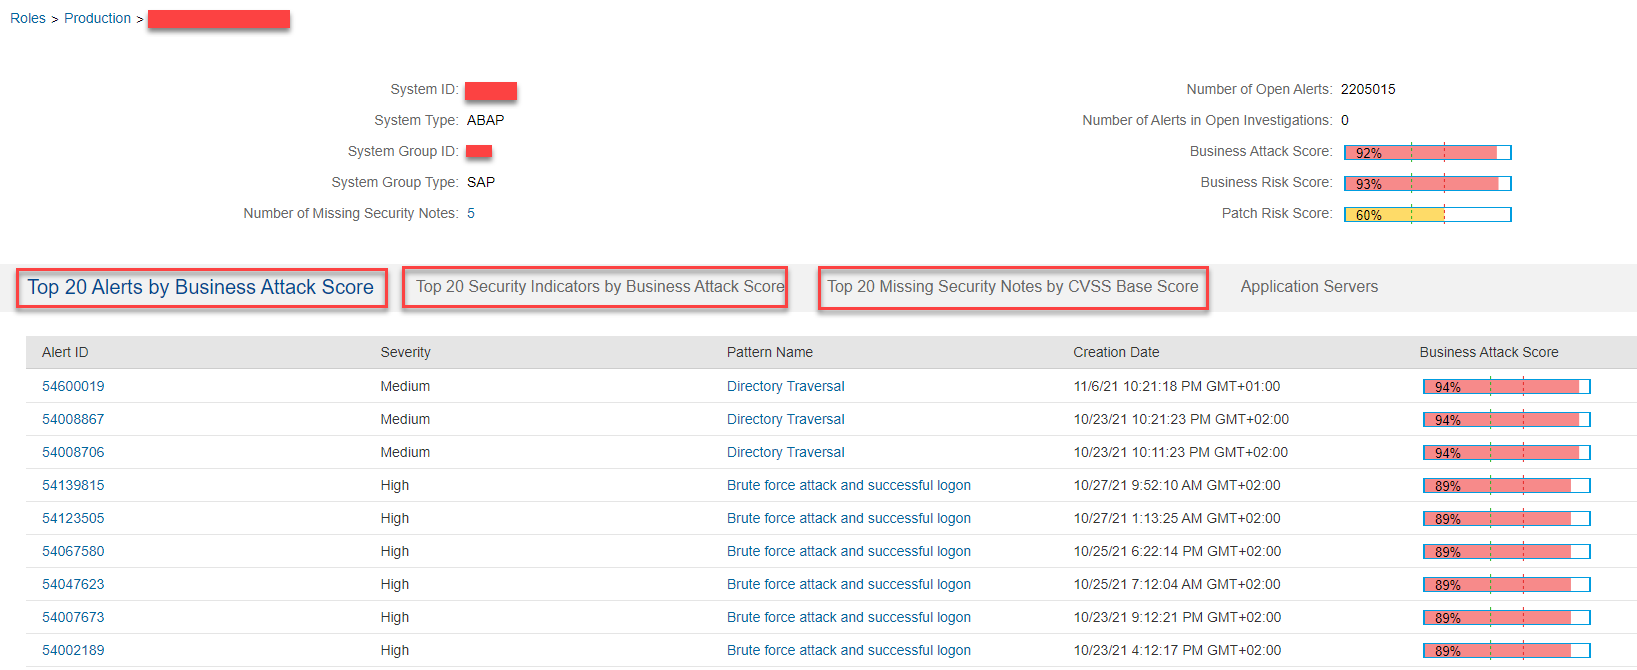 Roles > Production >
System ID:
System Type: ABAP
System Group ID:
System Group Type: SAP
Number of Missing Security Notes: 5
Number of Open Alerts: 2205015
Number of Alerts in Open Investigations: 0
Business Attack Score: 92%
Business Risk Score: 93%
Patch Risk Score: 60%
Top 20 Alerts by Business Attack Score Top 20 Security Indicators by Business Attack Score Top 20 Missing Security Notes by CVSS Base Score Application Servers
Alert ID Severity Pattern Name Creation Date Business Attack Score
54600019 Medium Directory Traversal 11/6/21 10:21:18 PM GMT+01:00 94%
54008867 Medium Directory Traversal 10/23/21 10:21:23 PM GMT+02:00 94%
54008706 Medium Directory Traversal 10/23/21 10:11:23 PM GMT+02:00 94%
54139815 High Brute force attack and successful logon 10/27/21 9:52:10 AM GMT+02:00 89%
54123505 High Brute force attack and successful logon 10/27/21 1:13:25 AM GMT+02:00 89%
54067580 High Brute force attack and successful logon 10/25/21 6:22:14 PM GMT+02:00 89%
54047623 High Brute force attack and successful logon 10/25/21 7:12:04 AM GMT+02:00 89%
54007673 High Brute force attack and successful logon 10/23/21 9:12:21 PM GMT+02:00 89%
54002189 High Brute force attack and successful logon 10/23/21 4:12:17 PM GMT+02:00 89%